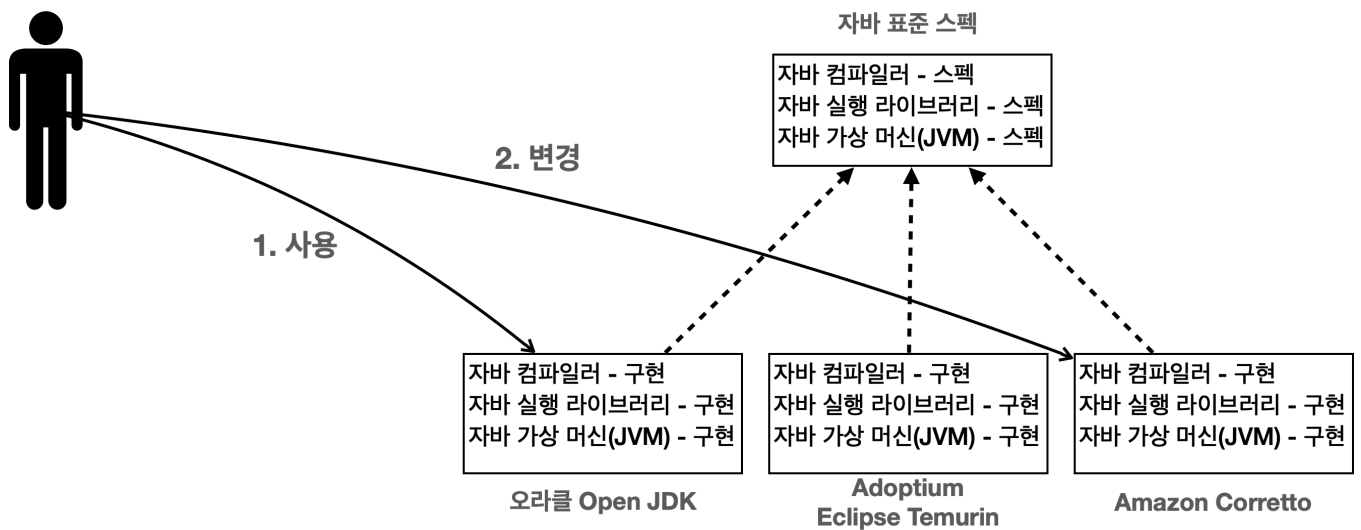 자바 표준 스펙
자바 컴파일러 - 스펙
자바 실행 라이브러리 - 스펙
자바 가상 머신(JVM) - 스펙
2. 변경
1. 사용
자바 컴파일러 - 구현
자바 실행 라이브러리 - 구현
자바 가상 머신(JVM) - 구현
오라클 Open JDK
자바 컴파일러 - 구현
자바 실행 라이브러리 - 구현
자바 가상 머신(JVM) - 구현
Adoptium
Eclipse Temurin
자바 컴파일러 - 구현
자바 실행 라이브러리 - 구현
자바 가상 머신(JVM) - 구현
Amazon Corretto